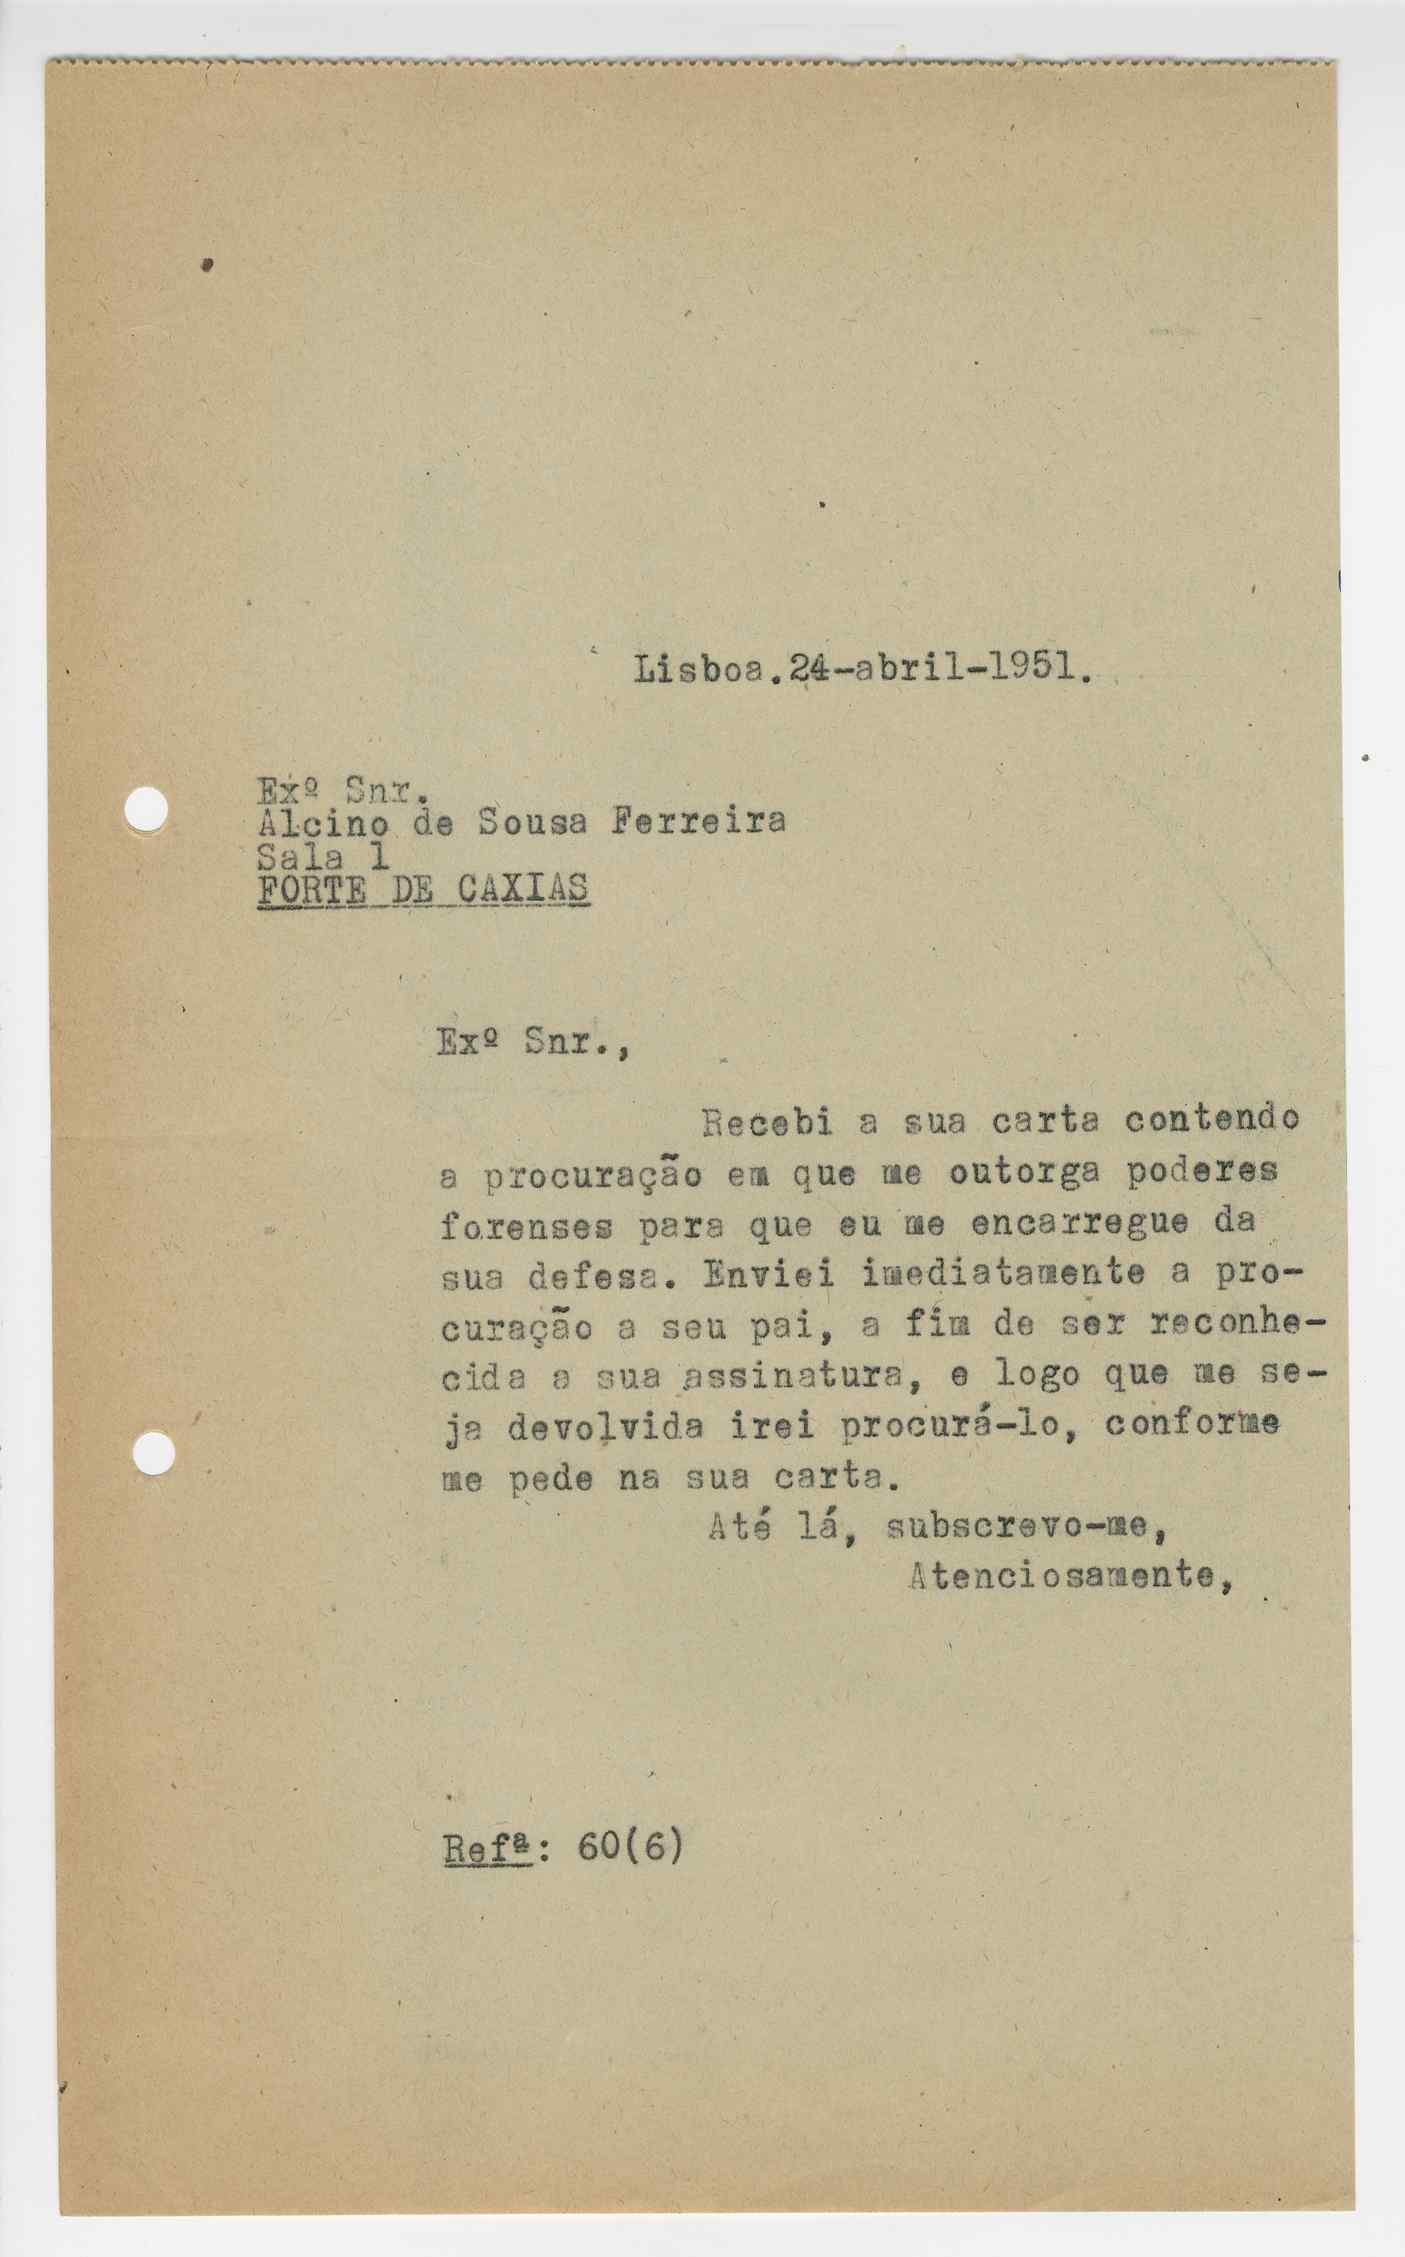 Lisboa.24-abril-1951.
Exº Snr.
Alcino de Sousa Ferreira
Sala 1
FORTE DE CAXIAS
Exº Snr.,
Recebi a sua carta contendo
a procuração em que me outorga poderes
forenses para que eu me encarregue da
sua defesa. Enviei imediatamente a pro-
curação a seu pai, a fim de ser reconhe-
cida a sua assinatura, e logo que me se-
ja devolvida irei procurá-lo, conforme
me pede na sua carta.
Até lá, subscrevo-me,
Atenciosamente,
Refª: 60(6)